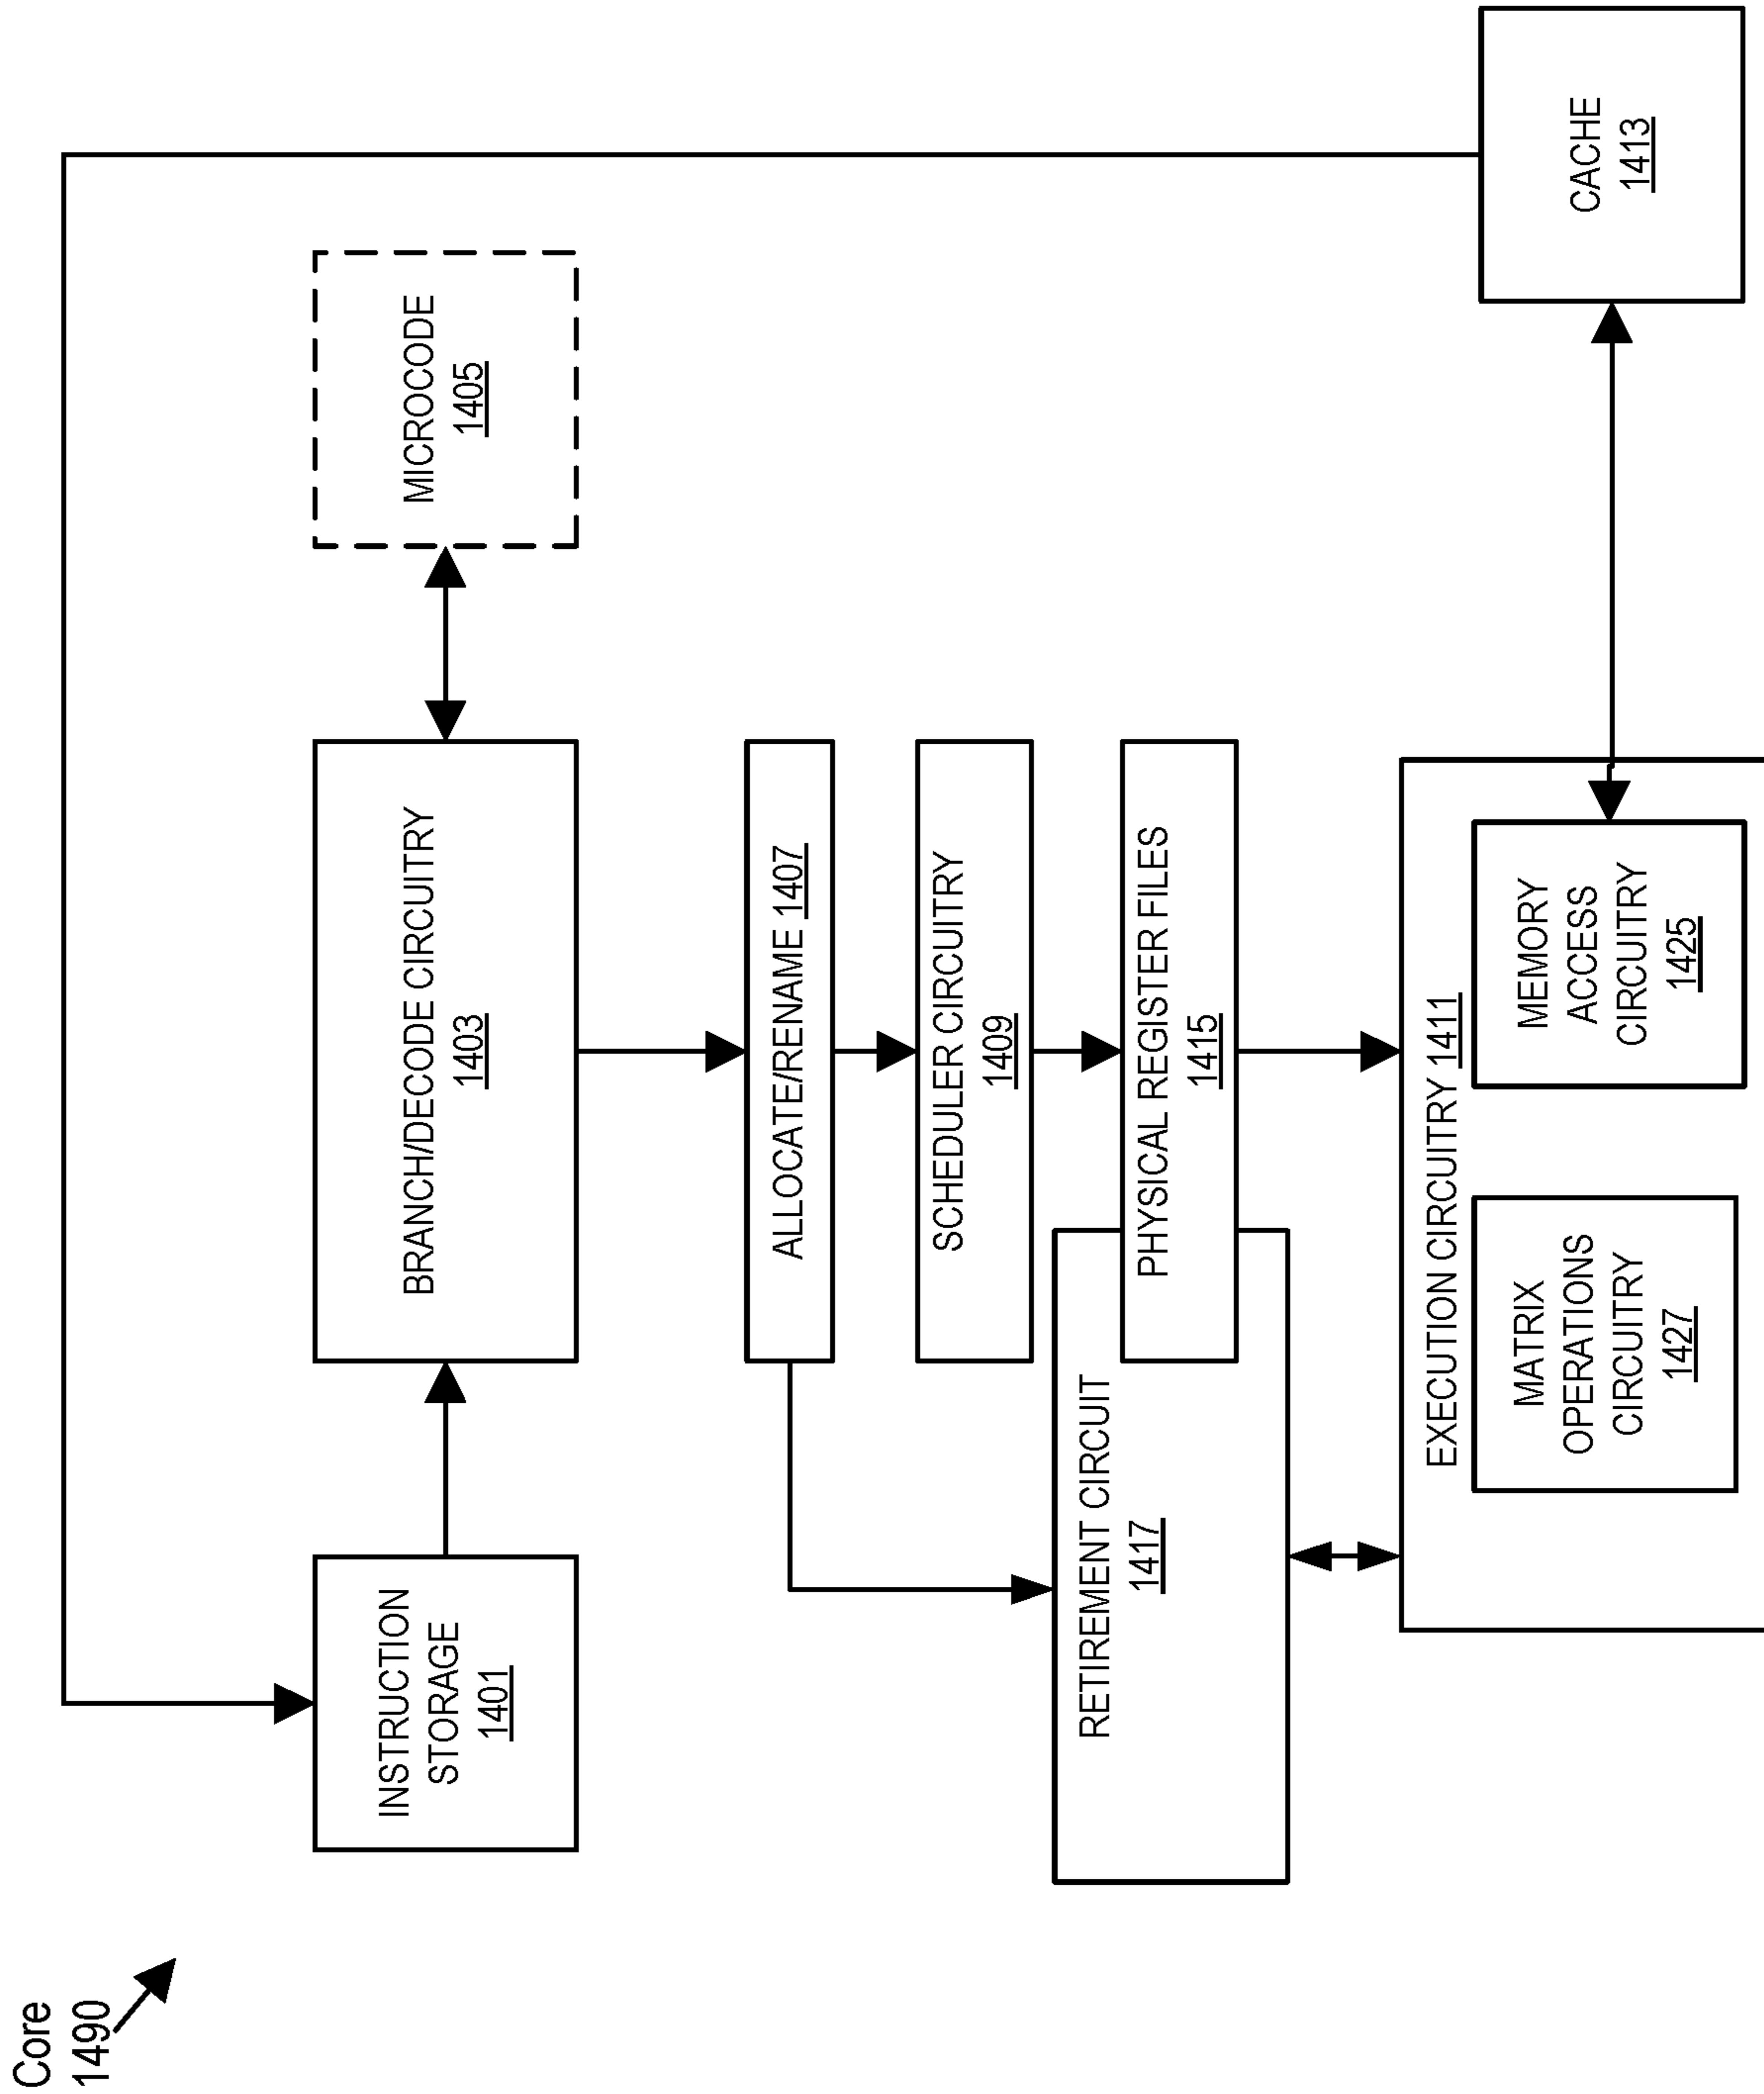 Core
1490
INSTRUCTION
STORAGE
1401
BRANCH/DECODE CIRCUITRY
1403
MICROCODE
1405
ALLOCATE/RENAME 1407
SCHEDULER CIRCUITRY
1409
RETIREMENT CIRCUIT
1417
PHYSICAL REGISTER FILES
1415
EXECUTION CIRCUITRY 1411
MATRIX
OPERATIONS
CIRCUITRY
1427
MEMORY
ACCESS
CIRCUITRY
1425
CACHE
1413